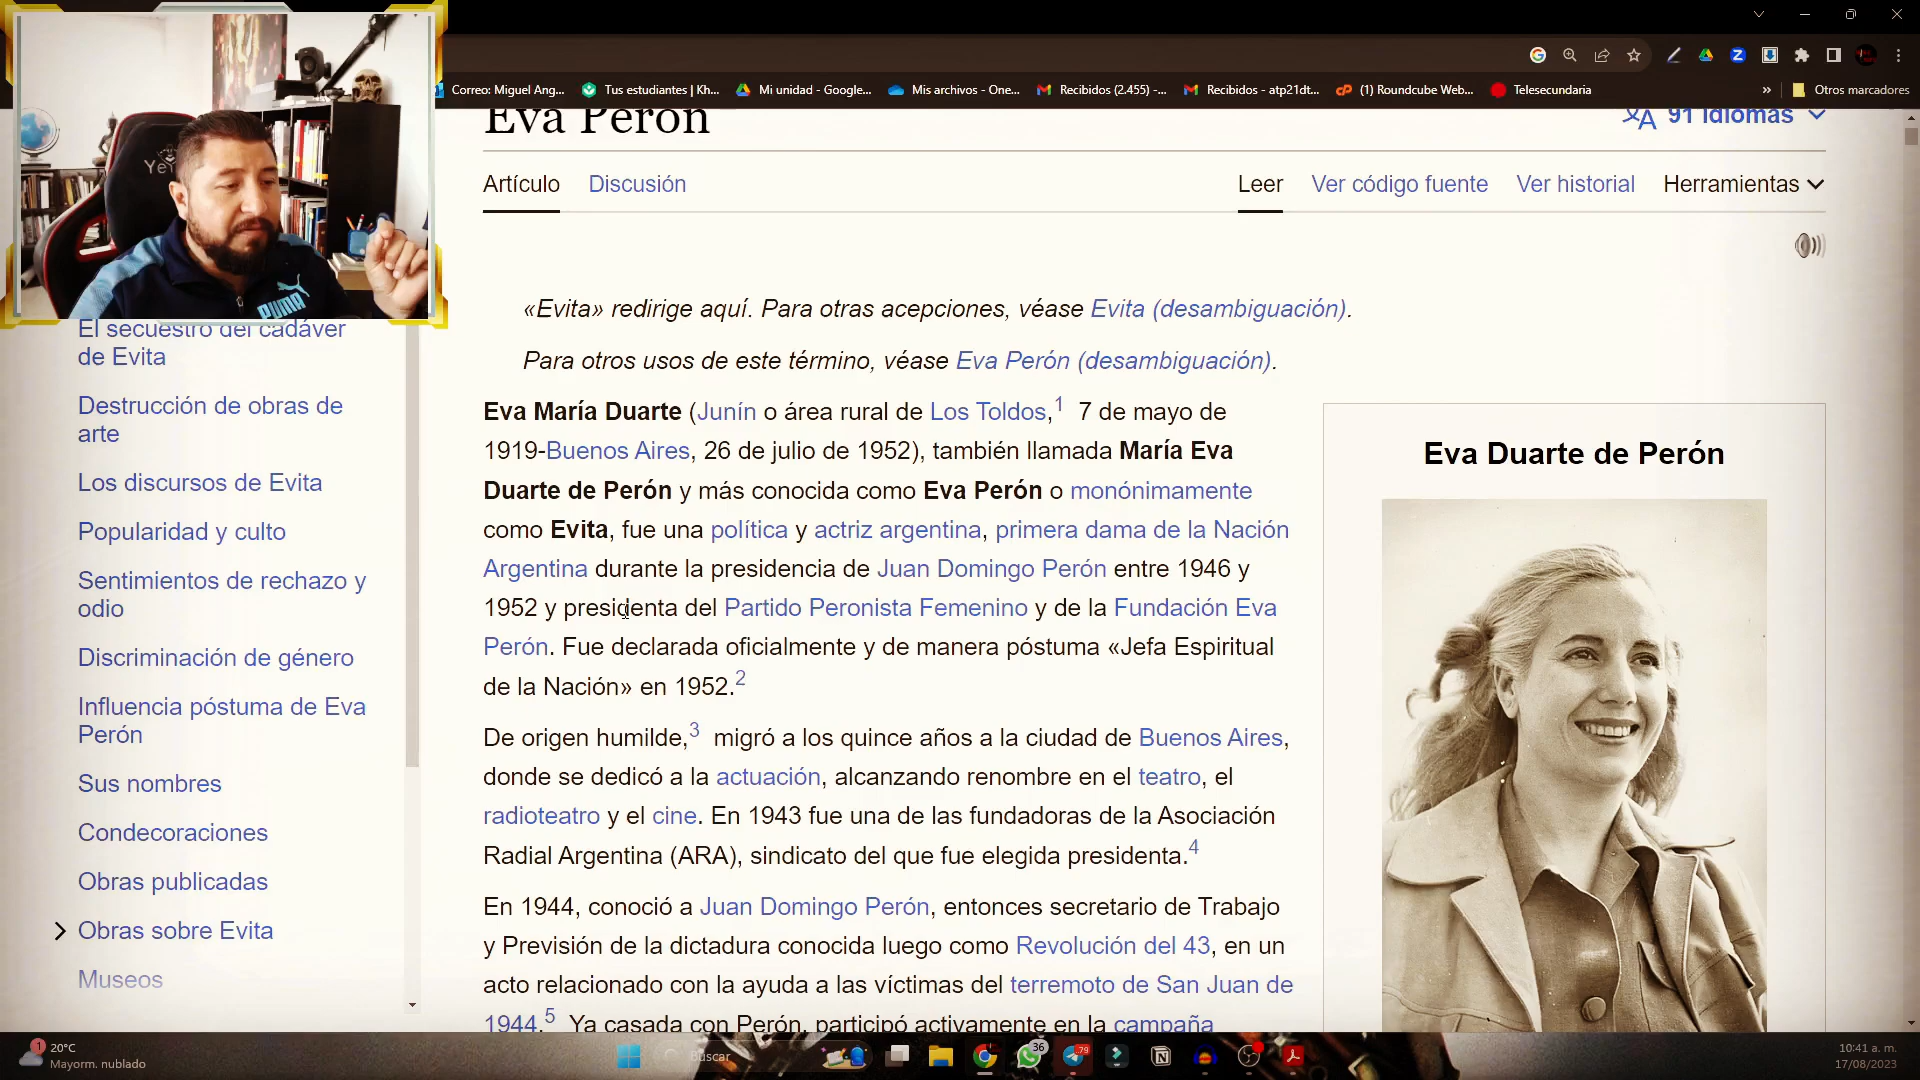 Correo: Miguel Ang...
Tus estudiantes | Kh...
Mi unidad - Google...
Mis archivos - One...
Recibidos (2.455) -...
Recibidos - atp21dt...
(1) Roundcube Web...
Telesecundaria
»
Otros marcadores
Eva Perón
91 idiomas
Artículo
Discusión
Leer
Ver código fuente
Ver historial
Herramientas
PUMA
«Evita» redirige aquí. Para otras acepciones, véase Evita (desambiguación).
Para otros usos de este término, véase Eva Perón (desambiguación).
El secuestro del cadáver
de Evita
Destrucción de obras de
arte
Los discursos de Evita
Popularidad y culto
Sentimientos de rechazo y
odio
Discriminación de género
Influencia póstuma de Eva
Perón
Sus nombres
Condecoraciones
Obras publicadas
Obras sobre Evita
Museos
Eva María Duarte (Junín o área rural de Los Toldos,1 7 de mayo de
1919-Buenos Aires, 26 de julio de 1952), también llamada María Eva
Duarte de Perón y más conocida como Eva Perón o monónimamente
como Evita, fue una política y actriz argentina, primera dama de la Nación
Argentina durante la presidencia de Juan Domingo Perón entre 1946 y
1952 y presidenta del Partido Peronista Femenino y de la Fundación Eva
Perón. Fue declarada oficialmente y de manera póstuma «Jefa Espiritual
de la Nación» en 1952.2
De origen humilde,3 migró a los quince años a la ciudad de Buenos Aires,
donde se dedicó a la actuación, alcanzando renombre en el teatro, el
radioteatro y el cine. En 1943 fue una de las fundadoras de la Asociación
Radial Argentina (ARA), sindicato del que fue elegida presidenta.4
En 1944, conoció a Juan Domingo Perón, entonces secretario de Trabajo
y Previsión de la dictadura conocida luego como Revolución del 43, en un
acto relacionado con la ayuda a las víctimas del terremoto de San Juan de
1944.5 Ya casada con Perón, participó activamente en la campaña
Eva Duarte de Perón
1
20°C
Mayorm. nublado
Buscar
36
79
10:41 a. m.
17/08/2023